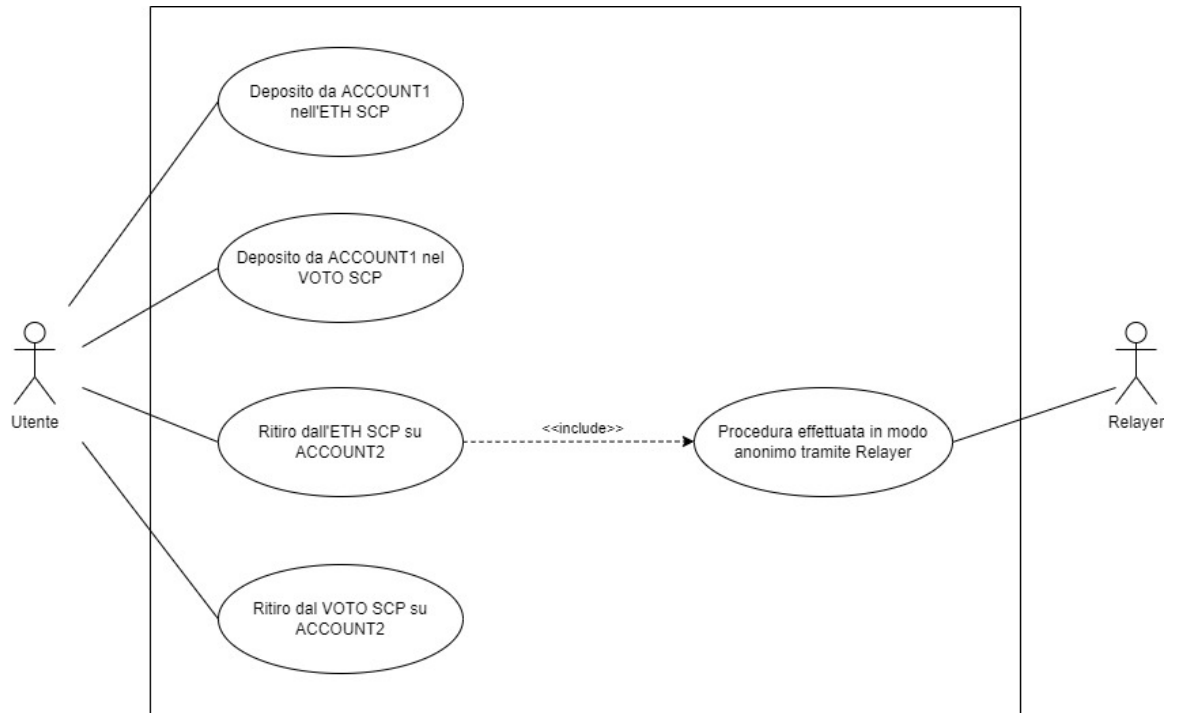 Deposito da ACCOUNT1
nell'ETH SCP
Deposito da ACCOUNT1 nel
VOTO SCP
Utente
Ritiro dall'ETH SCP su
ACCOUNT2
<<include>>
Procedura effettuata in modo
anonimo tramite Relayer
Relayer
Ritiro dal VOTO SCP su
ACCOUNT2